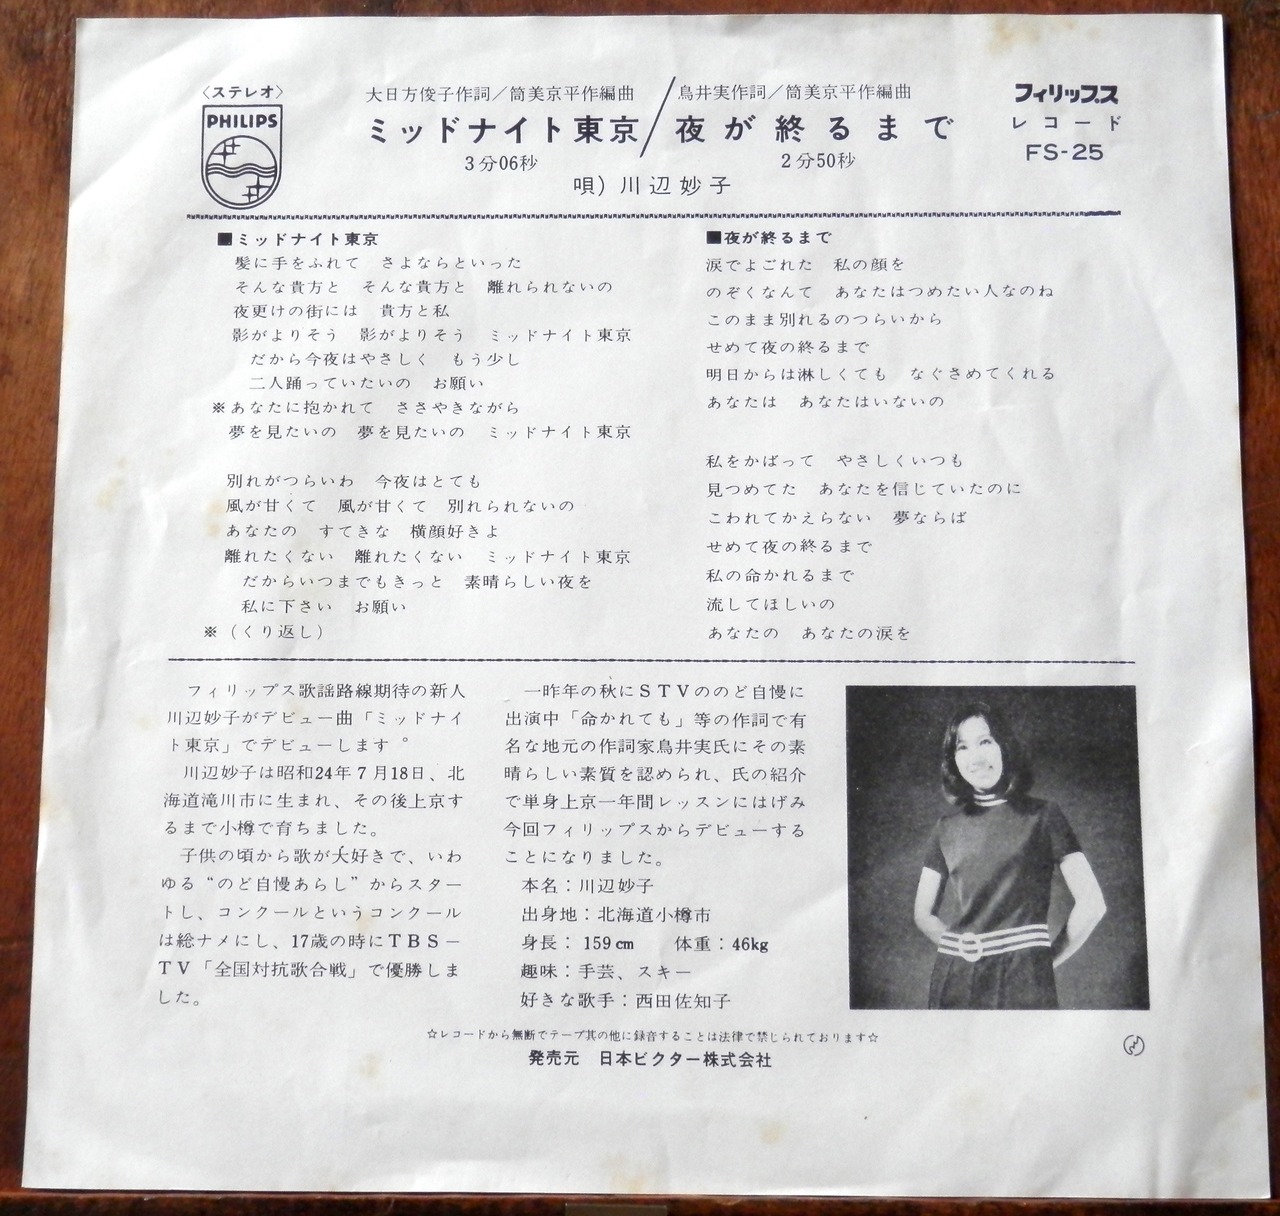 〈ステレオ〉
PHILIPS
大日方俊子作詞／筒美京平作編曲
ミッドナイト東京
3分06秒
鳥井実作詞／筒美京平作編曲
夜が終るまで
2分50秒
唄）川辺妙子
フィリップス
レコード
FS-25
■ミッドナイト東京
髪に手をふれて　さよならといった
そんな貴方と　そんな貴方と　離れられないの
夜更けの街には　貴方と私
影がよりそう　影がよりそう　ミッドナイト東京
だから今夜はやさしく　もう少し
二人踊っていたいの　お願い
※あなたに抱かれて　ささやきながら
夢を見たいの　夢を見たいの　ミッドナイト東京
別れがつらいわ　今夜はとても
風が甘くて　風が甘くて　別れられないの
あなたの　すてきな　横顔好きよ
離れたくない　離れたくない　ミッドナイト東京
だからいつまでもきっと　素晴らしい夜を
私に下さい　お願い
※（くり返し）
■夜が終るまで
涙でよごれた　私の顔を
のぞくなんて　あなたはつめたい人なのね
このまま別れるのつらいから
せめて夜の終るまで
明日からは淋しくても　なぐさめてくれる
あなたは　あなたはいないの
私をかばって　やさしくいつも
見つめてた　あなたを信じていたのに
こわれてかえらない　夢ならば
せめて夜の終るまで
私の命かれるまで
流してほしいの
あなたの　あなたの涙を
フィリップス歌謡路線期待の新人
川辺妙子がデビュー曲「ミッドナイ
ト東京」でデビューします。
川辺妙子は昭和24年7月18日、北
海道滝川市に生まれ、その後上京す
るまで小樽で育ちました。
子供の頃から歌が大好きで、いわ
ゆる“のど自慢あらし”からスター
トし、コンクールというコンクール
は総ナメにし、17歳の時にTBS－
TV「全国対抗歌合戦」で優勝しま
した。
一昨年の秋にSTVののど自慢に
出演中「命かれても」等の作詞で有
名な地元の作詞家鳥井実氏にその素
晴らしい素質を認められ、氏の紹介
で単身上京一年間レッスンにはげみ
今回フィリップスからデビューする
ことになりました。
本名：川辺妙子
出身地：北海道小樽市
身長：159cm　体重：46kg
趣味：手芸、スキー
好きな歌手：西田佐知子
☆レコードから無断でテープ其の他に録音することは法律で禁じられております☆
発売元　日本ビクター株式会社